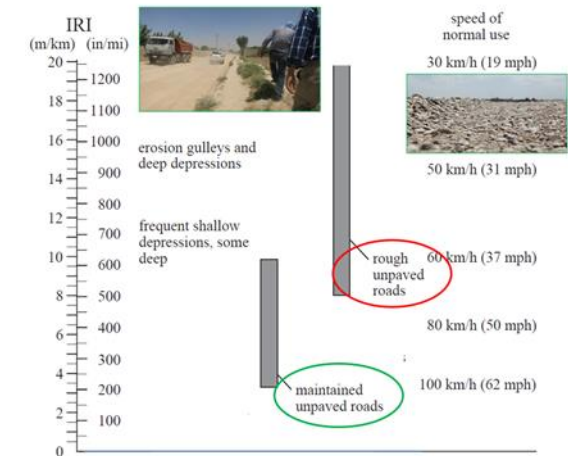 IRI
(m/km) (in/mi)
speed of
normal use
20
1200
30 km/h (19 mph)
18
1100
16
1000
erosion gulleys and
deep depressions
900
50 km/h (31 mph)
14
800
12
700
frequent shallow
depressions, some
deep
10
600
rough
unpaved
roads
60 km/h (37 mph)
8
500
400
80 km/h (50 mph)
6
300
4
200
maintained
unpaved roads
100 km/h (62 mph)
2
100
0